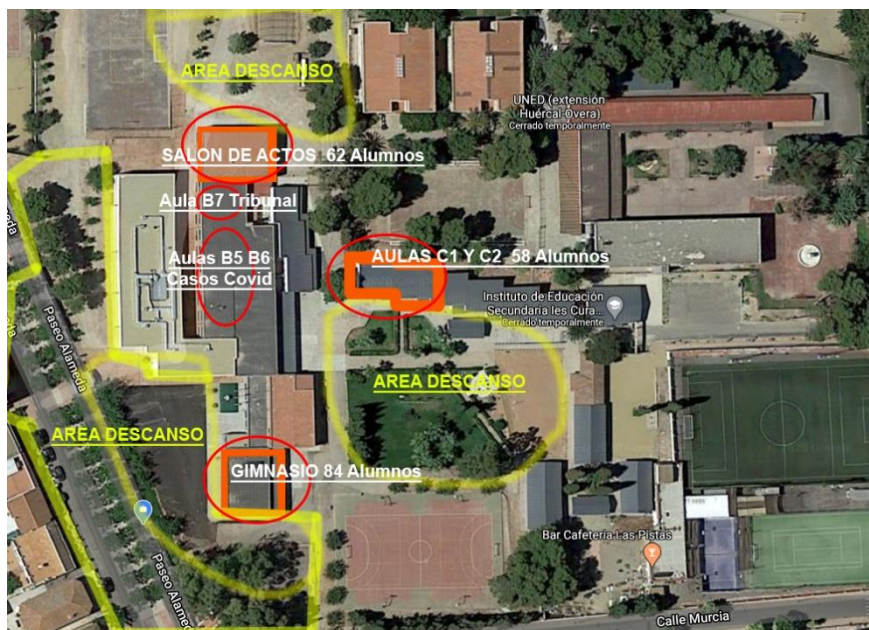 AREA DESCANSO
UNED (extensión
Huércal-Overa)
Cerrado temporalmente
SALON DE ACTOS 62 Alumnos
Aula B7 Tribunal
Aulas B5 B6
Casos Covid
AULAS C1 Y C2 58 Alumnos
Instituto de Educación
Secundaria Ies Cura...
Cerrado temporalmente
Paseo Alameda
AREA DESCANSO
AREA DESCANSO
GIMNASIO 84 Alumnos
Bar Cafetería Las Pistas
Paseo Alameda
Calle Murcia